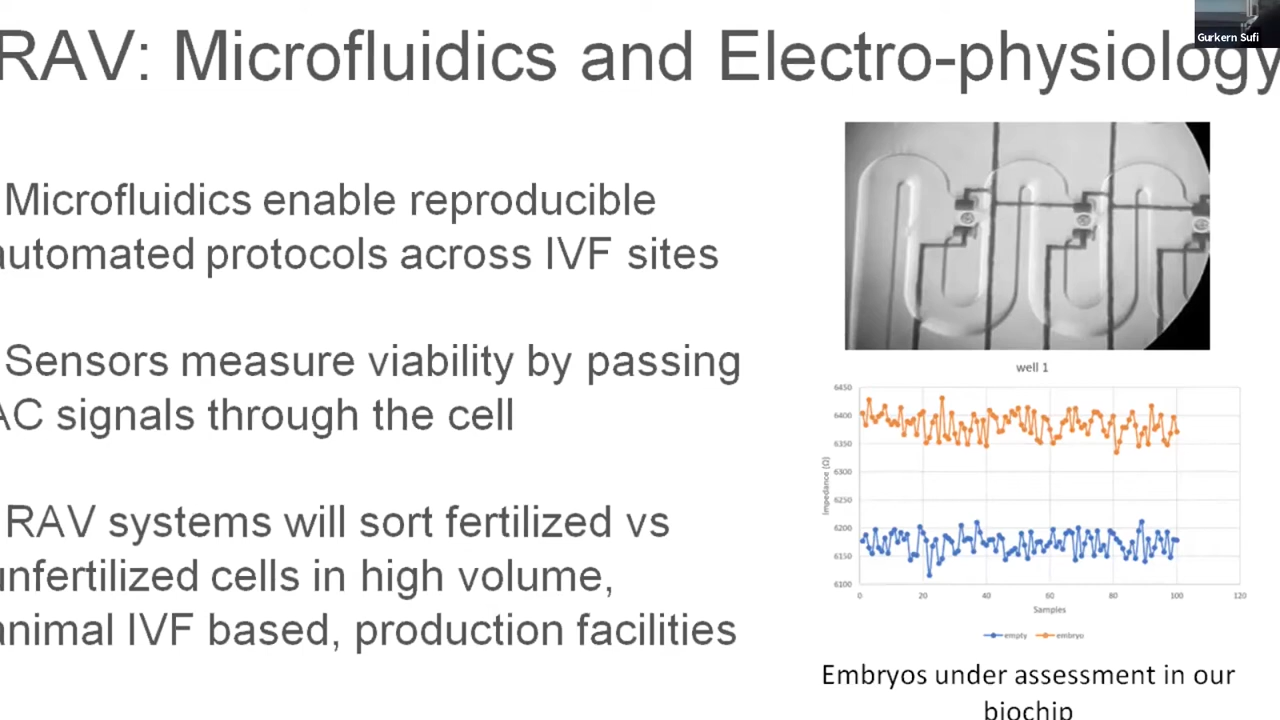 RAV: Microfluidics and Electro-physiology
Gurkern Sufi
Microfluidics enable reproducible
automated protocols across IVF sites
Sensors measure viability by passing
AC signals through the cell
RAV systems will sort fertilized vs
unfertilized cells in high volume,
animal IVF based, production facilities
well 1
Impedance (Ω)
6450
6400
6350
6300
6250
6200
6150
6100
0 20 40 60 80 100 120
Samples
empty embryo
Embryos under assessment in our
biochip